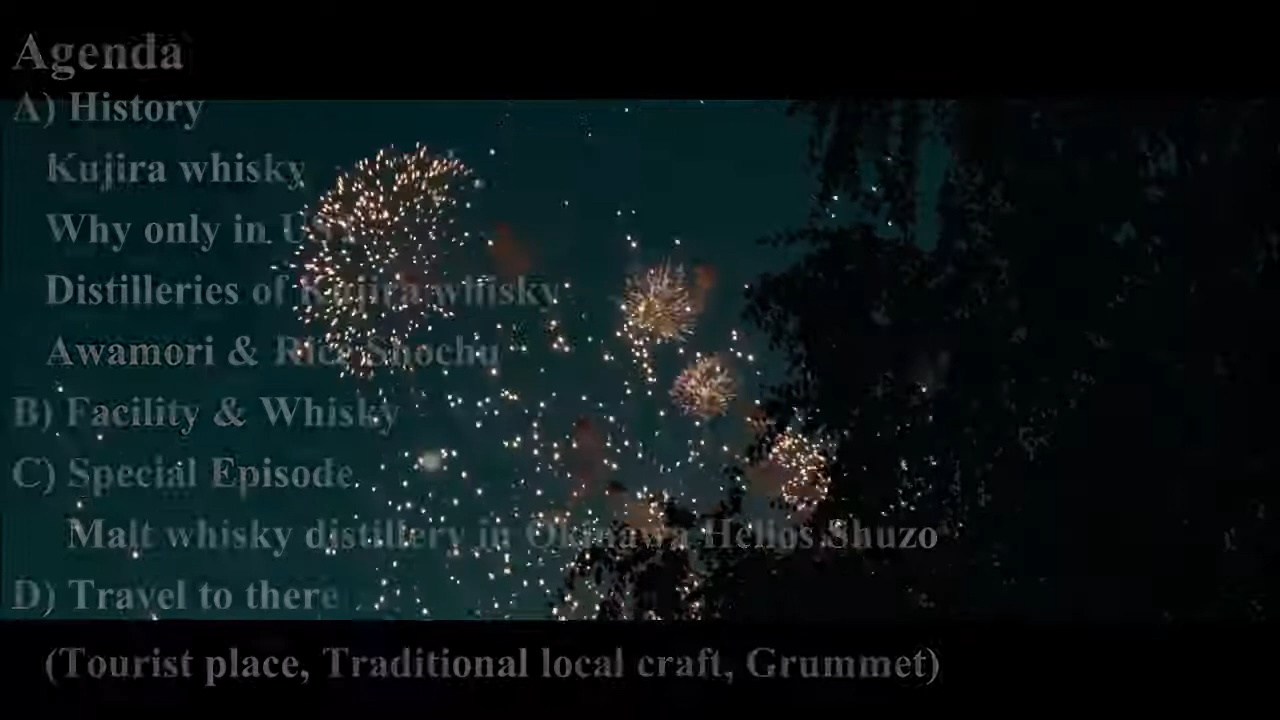 Agenda
A) History
Kujira whisky
Why only in USA
Distilleries of Kujira whisky
Awamori & Rice Shochu
B) Facility & Whisky
C) Special Episode
Malt whisky distillery in Okinawa Helios Shuzo
D) Travel to there
(Tourist place, Traditional local craft, Grummet)